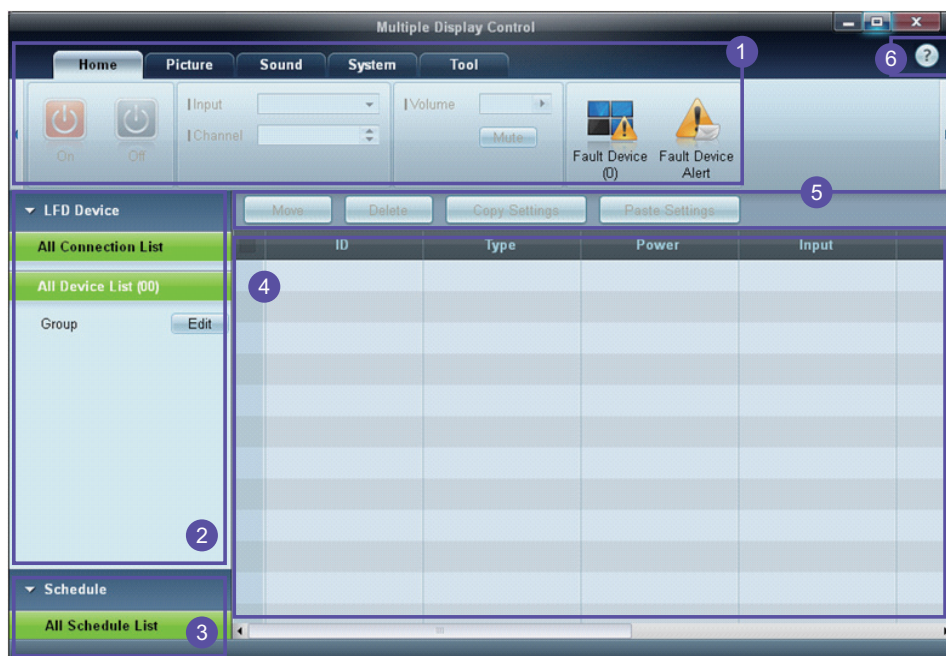 Multiple Display Control
Home Picture Sound System Tool
1
6
?
Input
Channel
On Off
Volume
Mute
Fault Device
(0)
Fault Device
Alert
5
LFD Device
Move Delete Copy Settings Paste Settings
All Connection List
ID Type Power Input
All Device List (00)
4
Group Edit
2
Schedule
All Schedule List
3